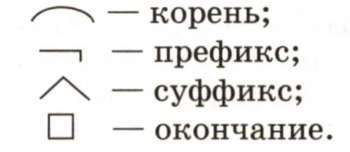 — корень;
— префикс;
— суффикс;
— окончание.